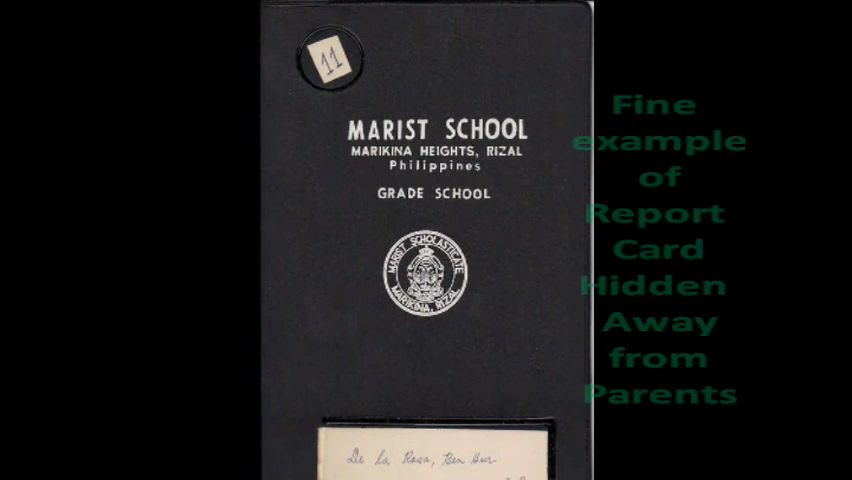 11
MARIST SCHOOL
MARIKINA HEIGHTS, RIZAL
Philippines
GRADE SCHOOL
MARIST SCHOLASTICATE
MARIKINA, RIZAL
De la Rosa, Ben Hur
Fine
example
of
Report
Card
Hidden
Away
from
Parents